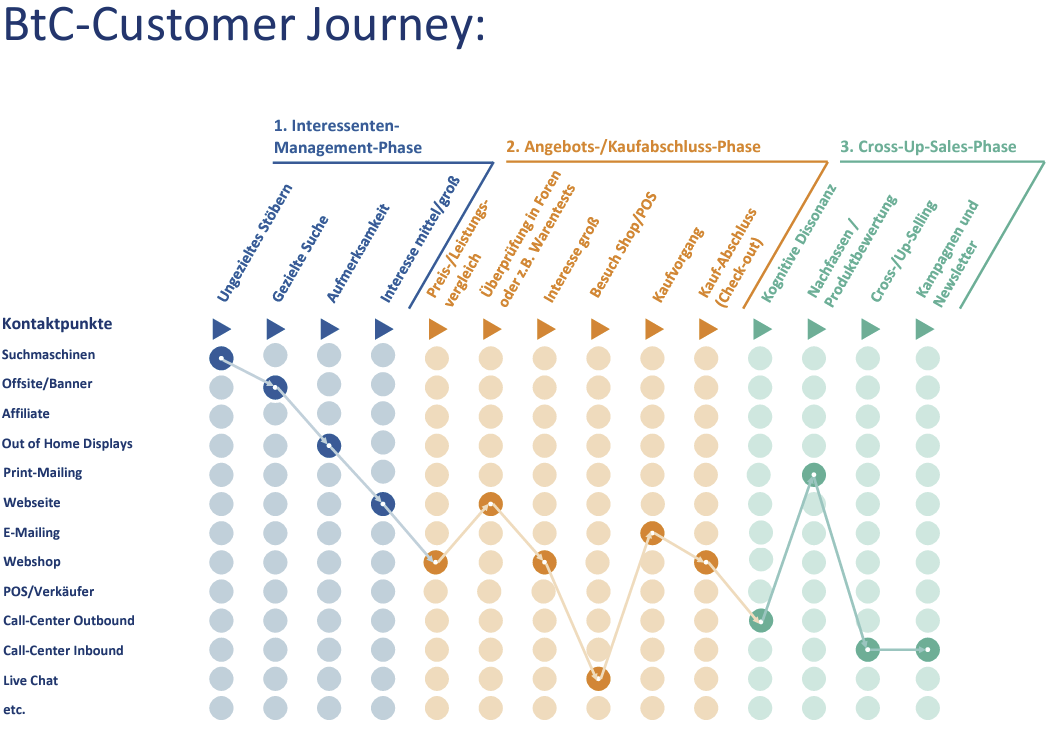 BtC-Customer Journey:
1. Interessenten-
Management-Phase
2. Angebots-/Kaufabschluss-Phase
3. Cross-Up-Sales-Phase
Ungezieltes Stöbern
Gezielte Suche
Aufmerksamkeit
Interesse mittel/groß
Preis-/Leistungs-
vergleich
Überprüfung in Foren
oder z.B. Warentests
Interesse groß
Besuch Shop/POS
Kaufvorgang
Kauf-Abschluss
(Check-out)
Kognitive Dissonanz
Nachfassen /
Produktbewertung
Cross-/Up-Selling
Kampagnen und
Newsletter
Kontaktpunkte
Suchmaschinen
Offsite/Banner
Affiliate
Out of Home Displays
Print-Mailing
Webseite
E-Mailing
Webshop
POS/Verkäufer
Call-Center Outbound
Call-Center Inbound
Live Chat
etc.